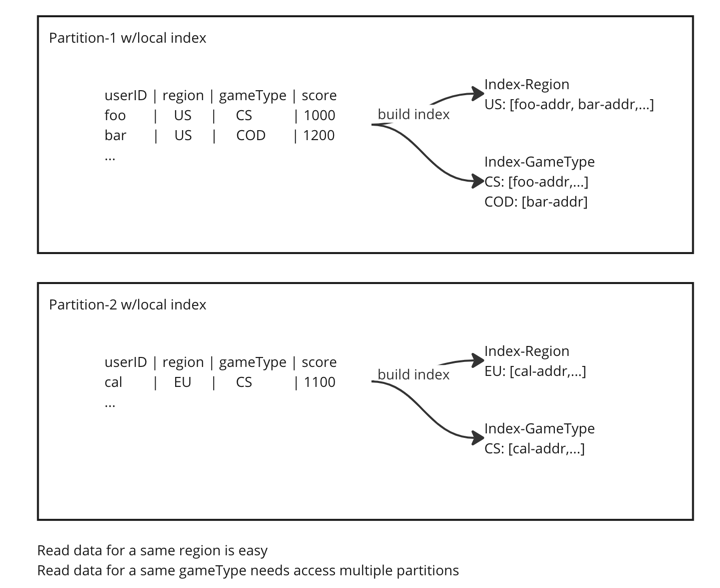 Partition-1 w/local index
userID | region | gameType | score
foo | US | CS | 1000
bar | US | COD | 1200
...
build index
Index-Region
US: [foo-addr, bar-addr,...]
Index-GameType
CS: [foo-addr,...]
COD: [bar-addr]
Partition-2 w/local index
userID | region | gameType | score
cal | EU | CS | 1100
...
build index
Index-Region
EU: [cal-addr,...]
Index-GameType
CS: [cal-addr,...]
Read data for a same region is easy
Read data for a same gameType needs access multiple partitions